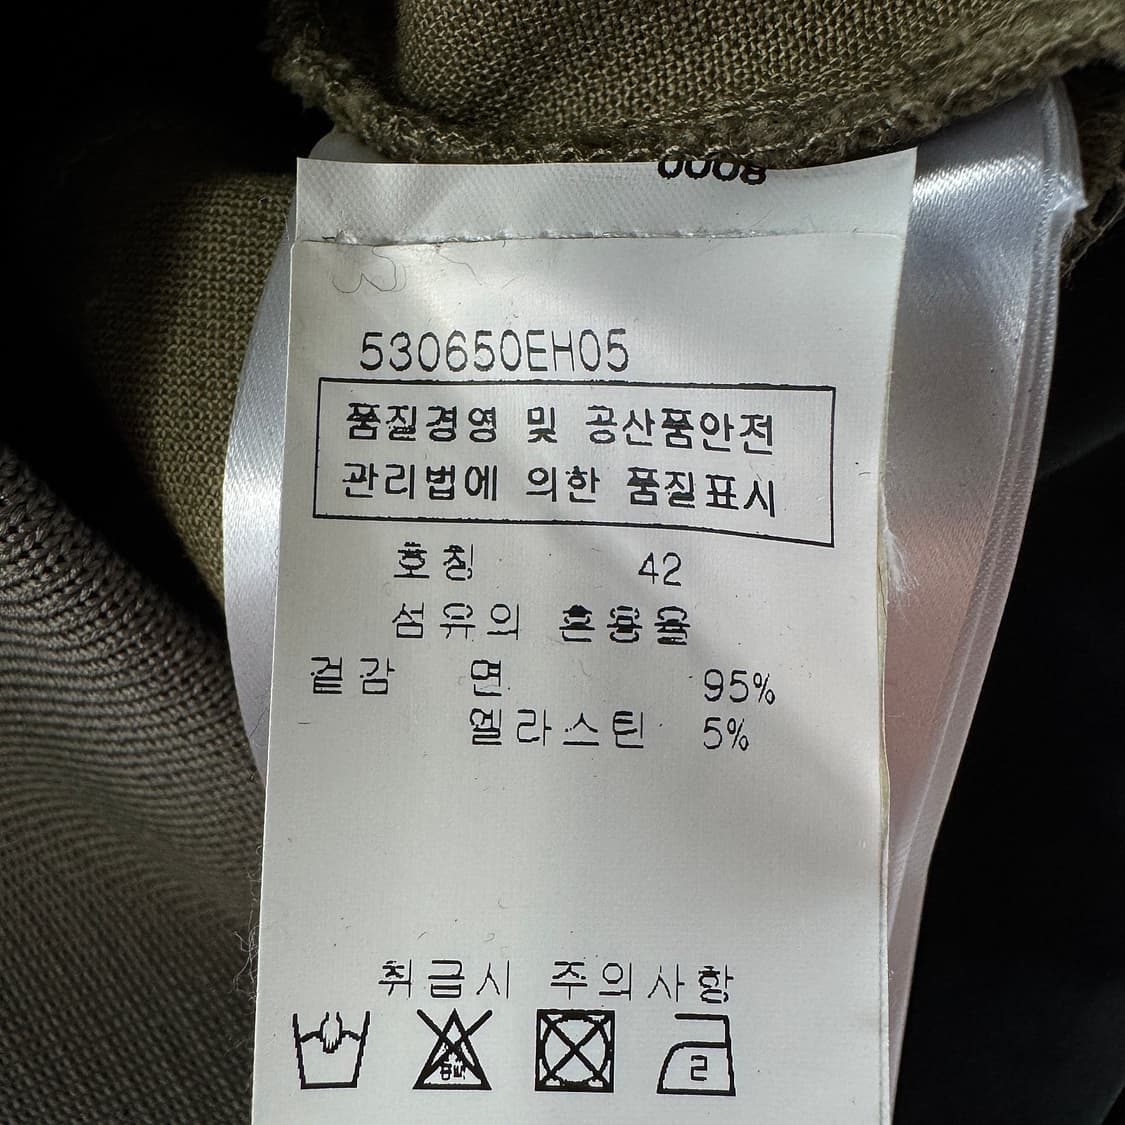 0008
530650EH05
품질경영 및 공산품안전
관리법에 의한 품질표시
호칭 42
섬유의 혼용율
겉감 면 95%
엘라스틴 5%
취급시 주의사항
2